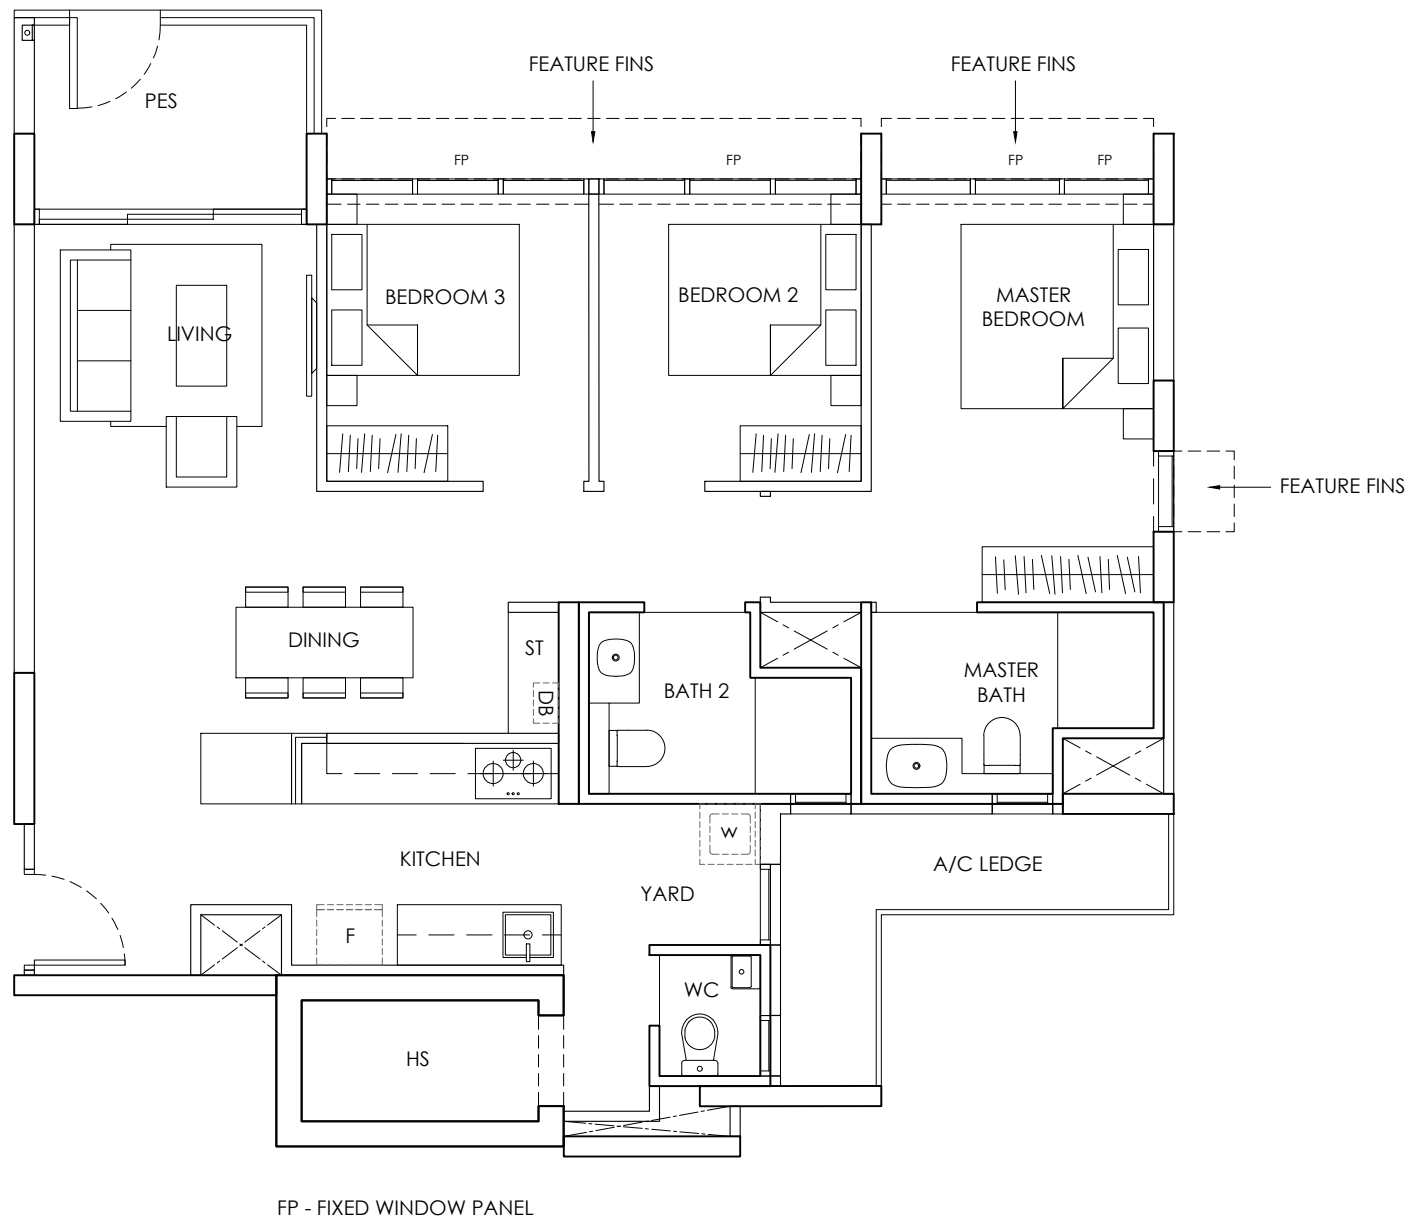 FEATURE FINS
FEATURE FINS
PES
FP
FP
FP
FP
BEDROOM 3
BEDROOM 2
MASTER
BEDROOM
LIVING
FEATURE FINS
DINING
ST
DB
BATH 2
MASTER
BATH
W
KITCHEN
YARD
A/C LEDGE
F
WC
HS
FP - FIXED WINDOW PANEL